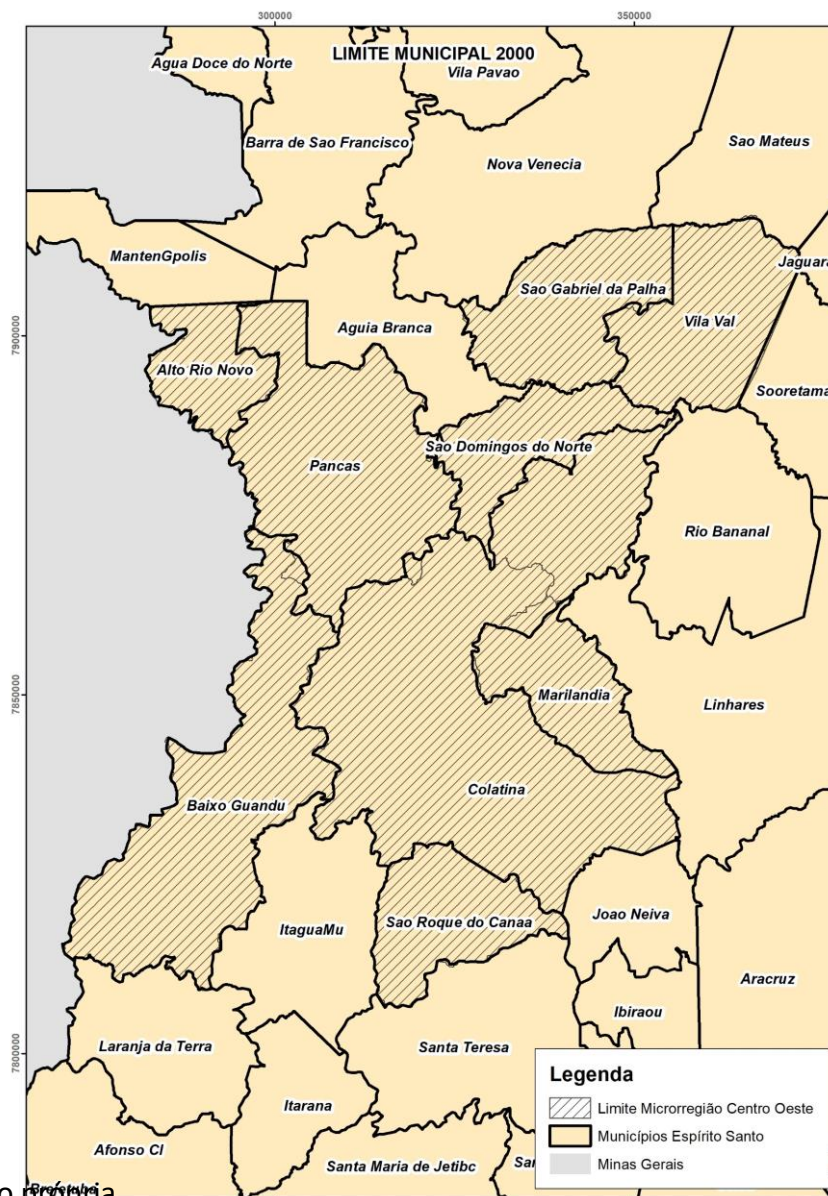 300000 350000
LIMITE MUNICIPAL 2000
Agua Doce do Norte
Vila Pavao
Barra de Sao Francisco
Sao Mateus
Nova Venecia
MantenGpolis
Jaguara
Sao Gabriel da Palha
Vila Val
Aguia Branca
7900000
Alto Rio Novo
Sooretama
Sao Domingos do Norte
Pancas
Rio Bananal
7850000
Marilandia
Linhares
Colatina
Baixo Guandu
Joao Neiva
Sao Roque do Canaa
ItaguaMu
Aracruz
Ibiraou
7800000
Laranja da Terra
Santa Teresa
Itarana
Afonso Cl
Santa Maria de Jetibc
San
Legenda
Limite Microrregião Centro Oeste
Municípios Espírito Santo
Minas Gerais